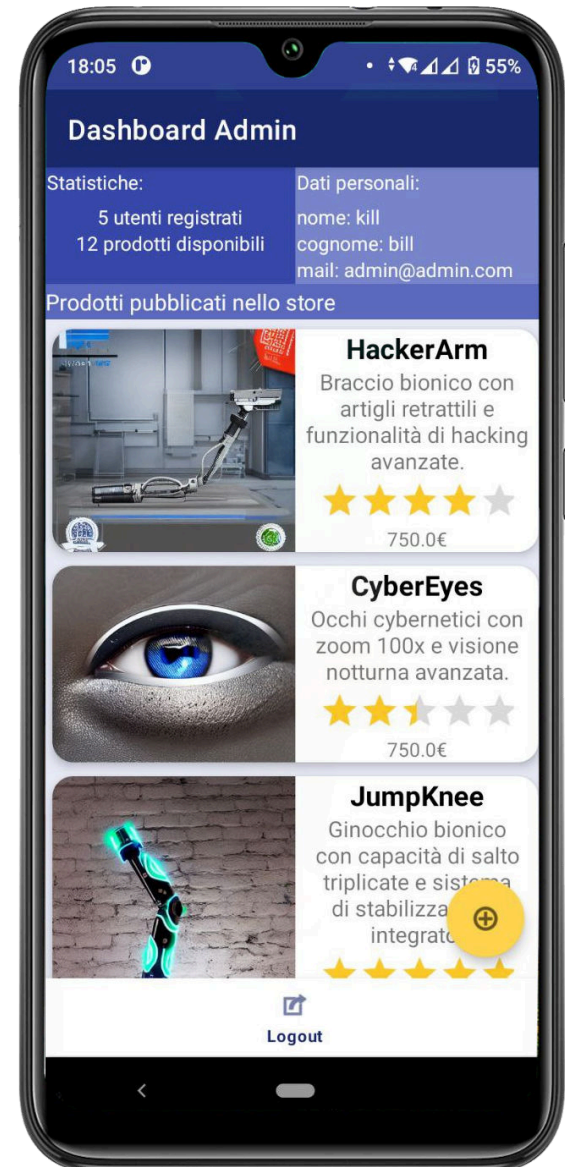 18:05 55%
Dashboard Admin
Statistiche:
5 utenti registrati
12 prodotti disponibili
Dati personali:
nome: kill
cognome: bill
mail: admin@admin.com
Prodotti pubblicati nello store
HackerArm
Braccio bionico con
artigli retrattili e
funzionalità di hacking
avanzate.
750.0€
CyberEyes
Occhi cybernetici con
zoom 100x e visione
notturna avanzata.
750.0€
JumpKnee
Ginocchio bionico
con capacità di salto
triplicate e sistema
di
Logout